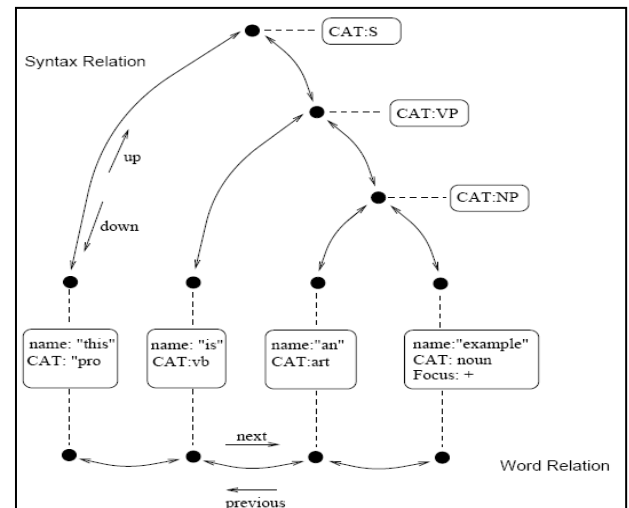 CAT:S
Syntax Relation
CAT:VP
up
CAT:NP
down
name: "this"
CAT: "pro
name: "is"
CAT:vb
name:"an"
CAT:art
name:"example"
CAT: noun
Focus: +
next
Word Relation
previous